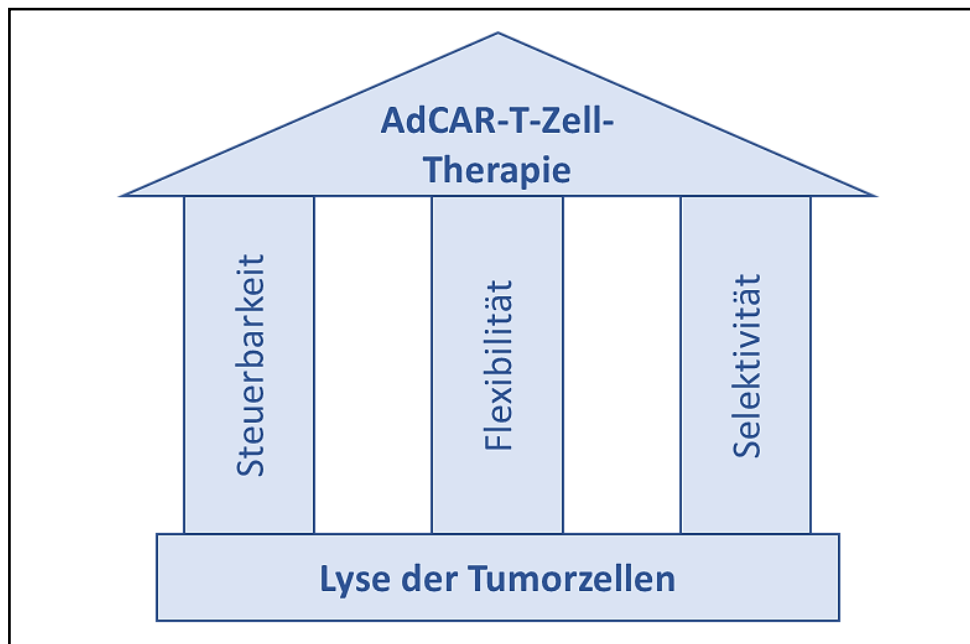 AdCAR-T-Zell-
Therapie
Steuerbarkeit
Flexibilität
Selektivität
Lyse der Tumorzellen